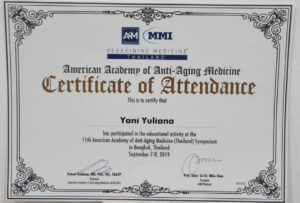 MMI
REDEFINING MEDICINE
THAILAND
American Academy of Anti-Aging Medicine
Certificate of Attendance
This is to certify that
Yani Yuliana
has participated in the educational activity at the
11th American Academy of Anti-Aging Medicine (Thailand) Symposium
in Bangkok, Thailand
September 7-8, 2019